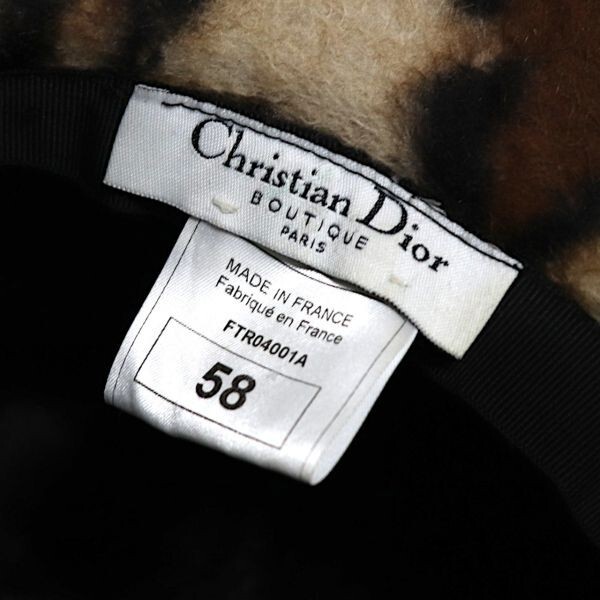 Christian Dior
BOUTIQUE
PARIS
MADE IN FRANCE
Fabriqué en France
FTR04001A
58